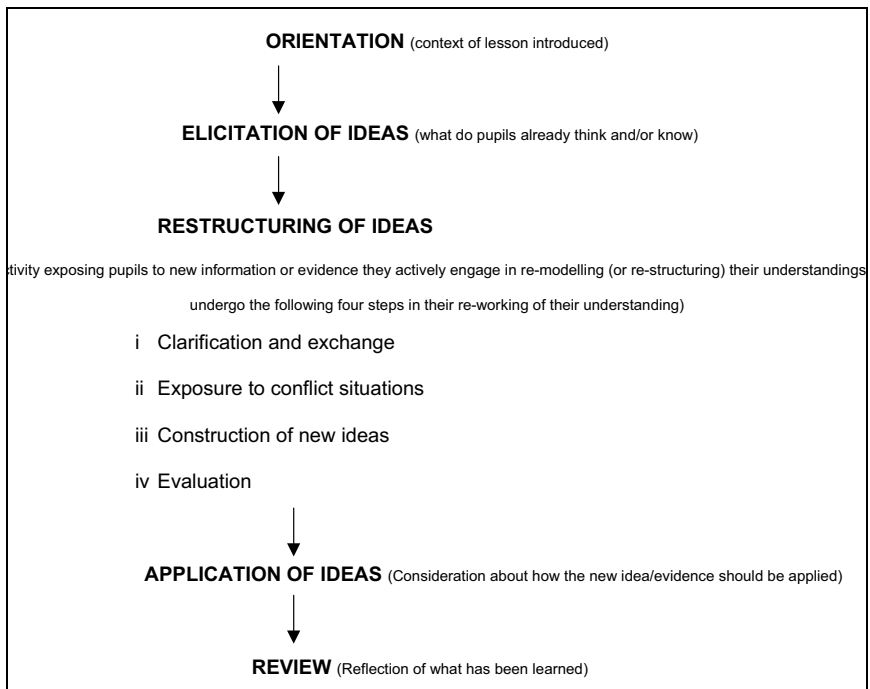 ORIENTATION (context of lesson introduced)
ELICITATION OF IDEAS (what do pupils already think and/or know)
RESTRUCTURING OF IDEAS
tivity exposing pupils to new information or evidence they actively engage in re-modelling (or re-structuring) their understandings
undergo the following four steps in their re-working of their understanding)
i Clarification and exchange
ii Exposure to conflict situations
iii Construction of new ideas
iv Evaluation
APPLICATION OF IDEAS (Consideration about how the new idea/evidence should be applied)
REVIEW (Reflection of what has been learned)